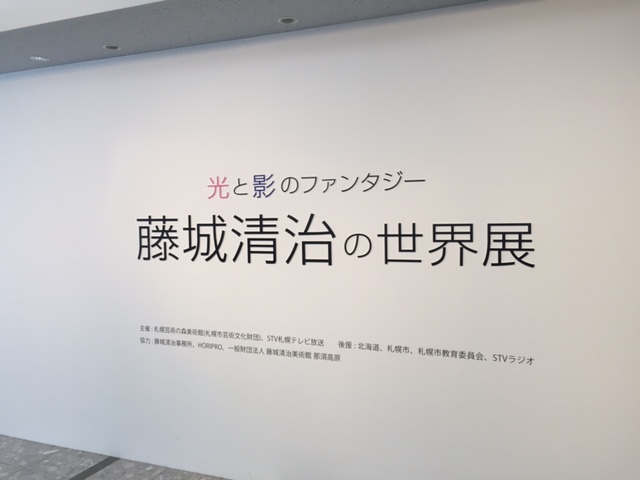 光と影のファンタジー
藤城清治の世界展
主催：札幌芸術の森美術館(札幌市芸術文化財団)、STV札幌テレビ放送　後援：北海道、札幌市、札幌市教育委員会、STVラジオ
協力：藤城清治事務所、HORIPRO、一般財団法人 藤城清治美術館 那須高原